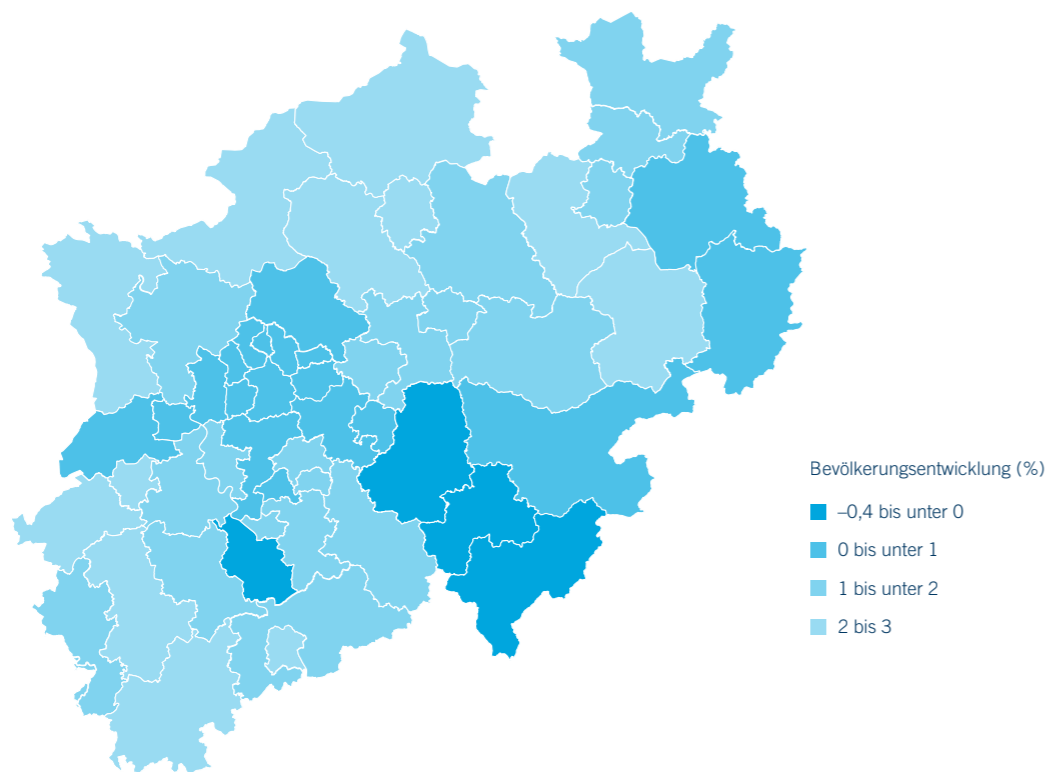 Bevölkerungsentwicklung (%)
–0,4 bis unter 0
0 bis unter 1
1 bis unter 2
2 bis 3